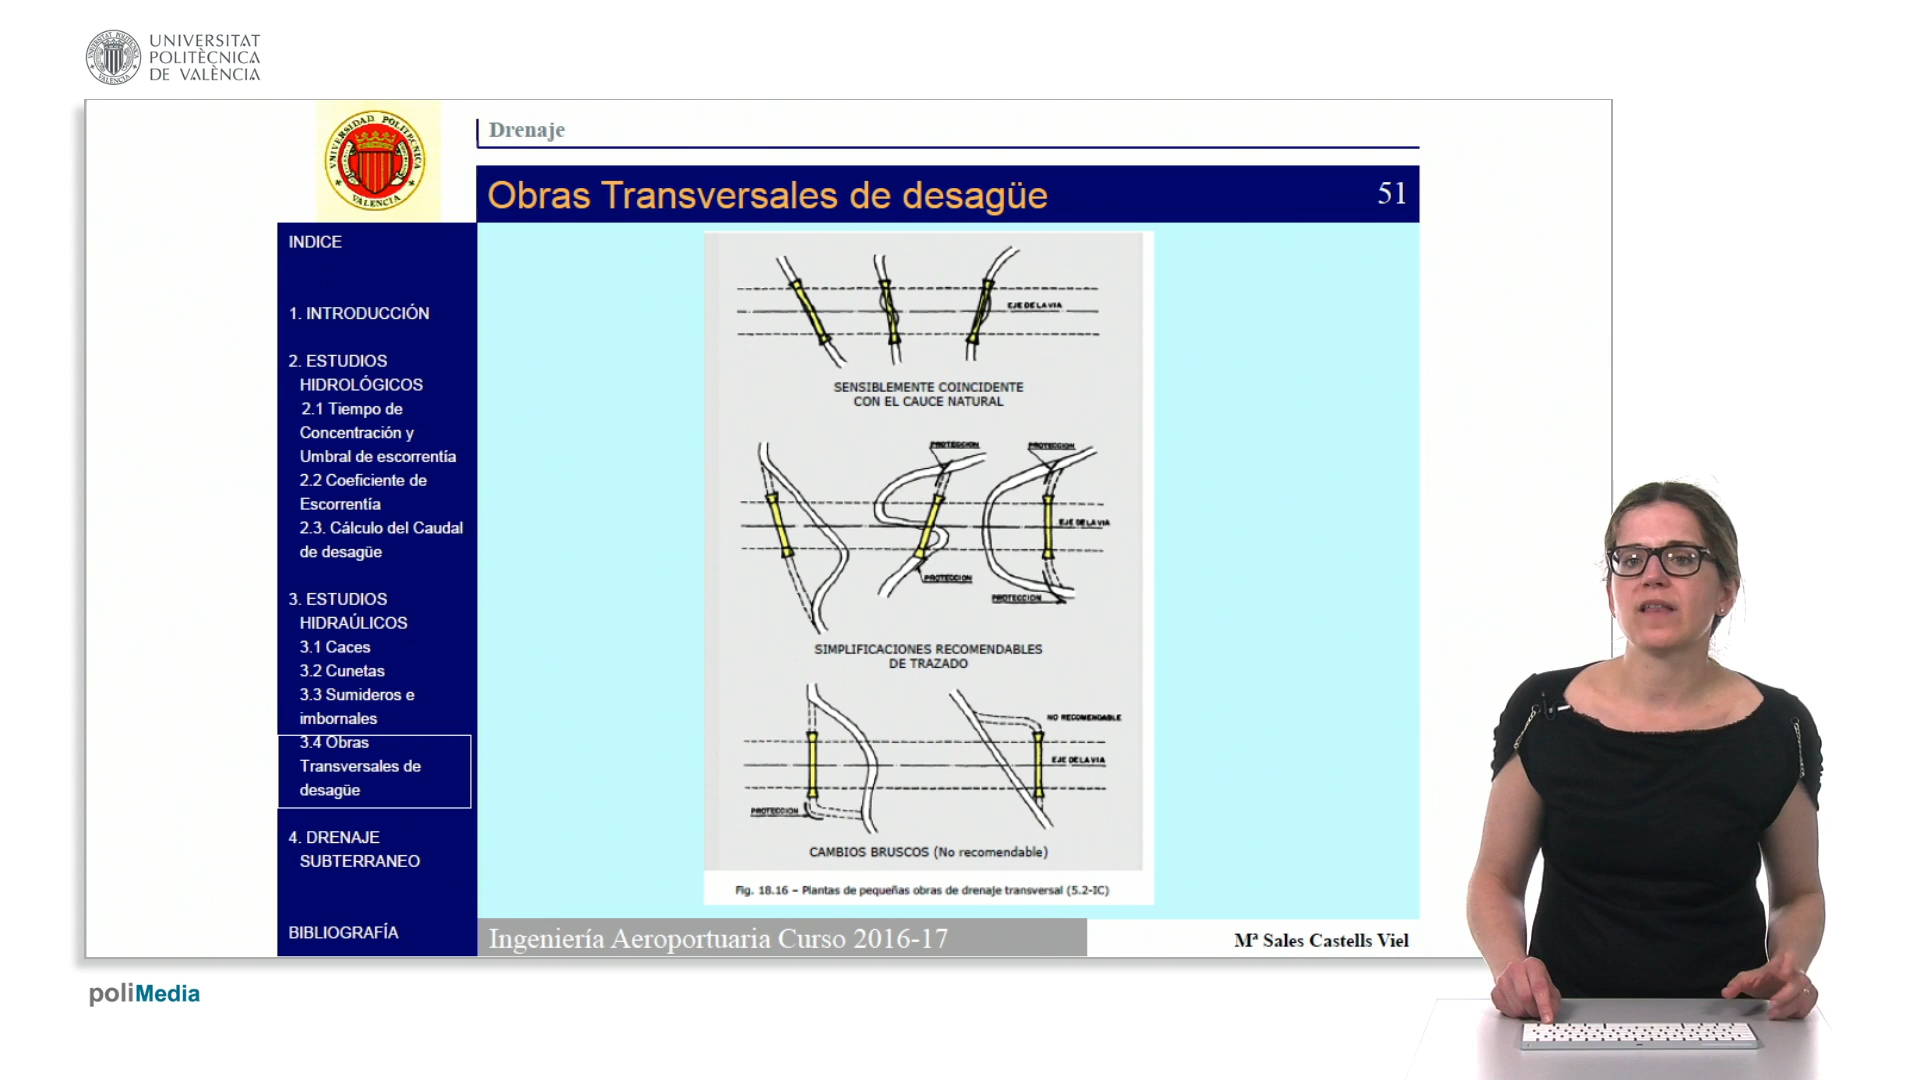 UNIVERSITAT
POLITÈCNICA
DE VALÈNCIA
UNIVERSIDAD POLITECNICA
VALENCIA
Drenaje
Obras Transversales de desagüe
51
INDICE
1. INTRODUCCIÓN
2. ESTUDIOS
HIDROLÓGICOS
2.1 Tiempo de
Concentración y
Umbral de escorrentía
2.2 Coeficiente de
Escorrentía
2.3. Cálculo del Caudal
de desagüe
3. ESTUDIOS
HIDRAÚLICOS
3.1 Caces
3.2 Cunetas
3.3 Sumideros e
imbornales
3.4 Obras
Transversales de
desagüe
4. DRENAJE
SUBTERRANEO
BIBLIOGRAFÍA
EJE DE LA VIA
SENSIBLEMENTE COINCIDENTE
CON EL CAUCE NATURAL
PROTECCION
PROTECCION
EJE DE LA VIA
PROTECCION
PROTECCION
SIMPLIFICACIONES RECOMENDABLES
DE TRAZADO
NO RECOMENDABLE
EJE DE LA VIA
PROTECCION
CAMBIOS BRUSCOS (No recomendable)
Fig. 18.16 – Plantas de pequeñas obras de drenaje transversal (5.2-IC)
Ingeniería Aeroportuaria Curso 2016-17
Mª Sales Castells Viel
poliMedia